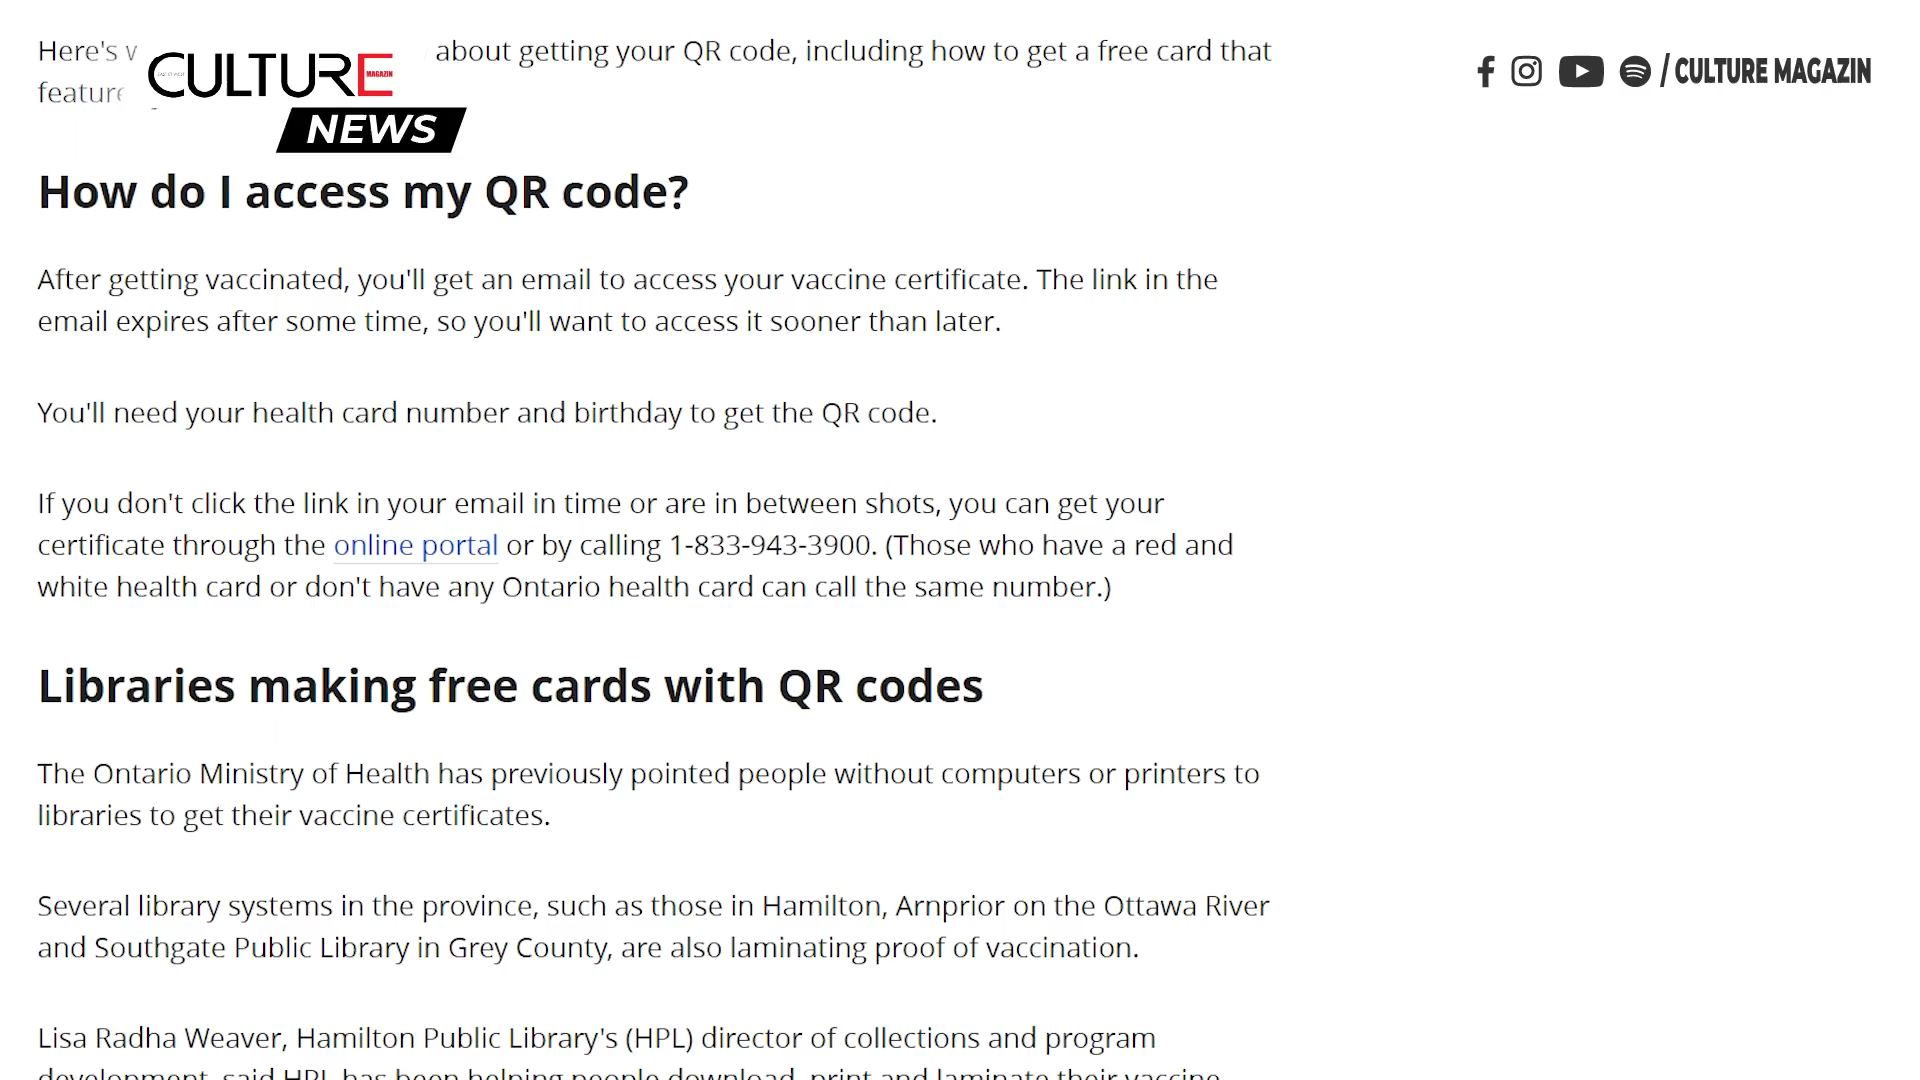 Here's about getting your QR code, including how to get a free card that
CULTURE
MAGAZIN
NEWS
/ CULTURE MAGAZIN
How do I access my QR code?
After getting vaccinated, you'll get an email to access your vaccine certificate. The link in the
email expires after some time, so you'll want to access it sooner than later.
You'll need your health card number and birthday to get the QR code.
If you don't click the link in your email in time or are in between shots, you can get your
certificate through the online portal or by calling 1-833-943-3900. (Those who have a red and
white health card or don't have any Ontario health card can call the same number.)
Libraries making free cards with QR codes
The Ontario Ministry of Health has previously pointed people without computers or printers to
libraries to get their vaccine certificates.
Several library systems in the province, such as those in Hamilton, Arnprior on the Ottawa River
and Southgate Public Library in Grey County, are also laminating proof of vaccination.
Lisa Radha Weaver, Hamilton Public Library's (HPL) director of collections and program
development, said HPL has been helping people download, print and laminate their vaccine